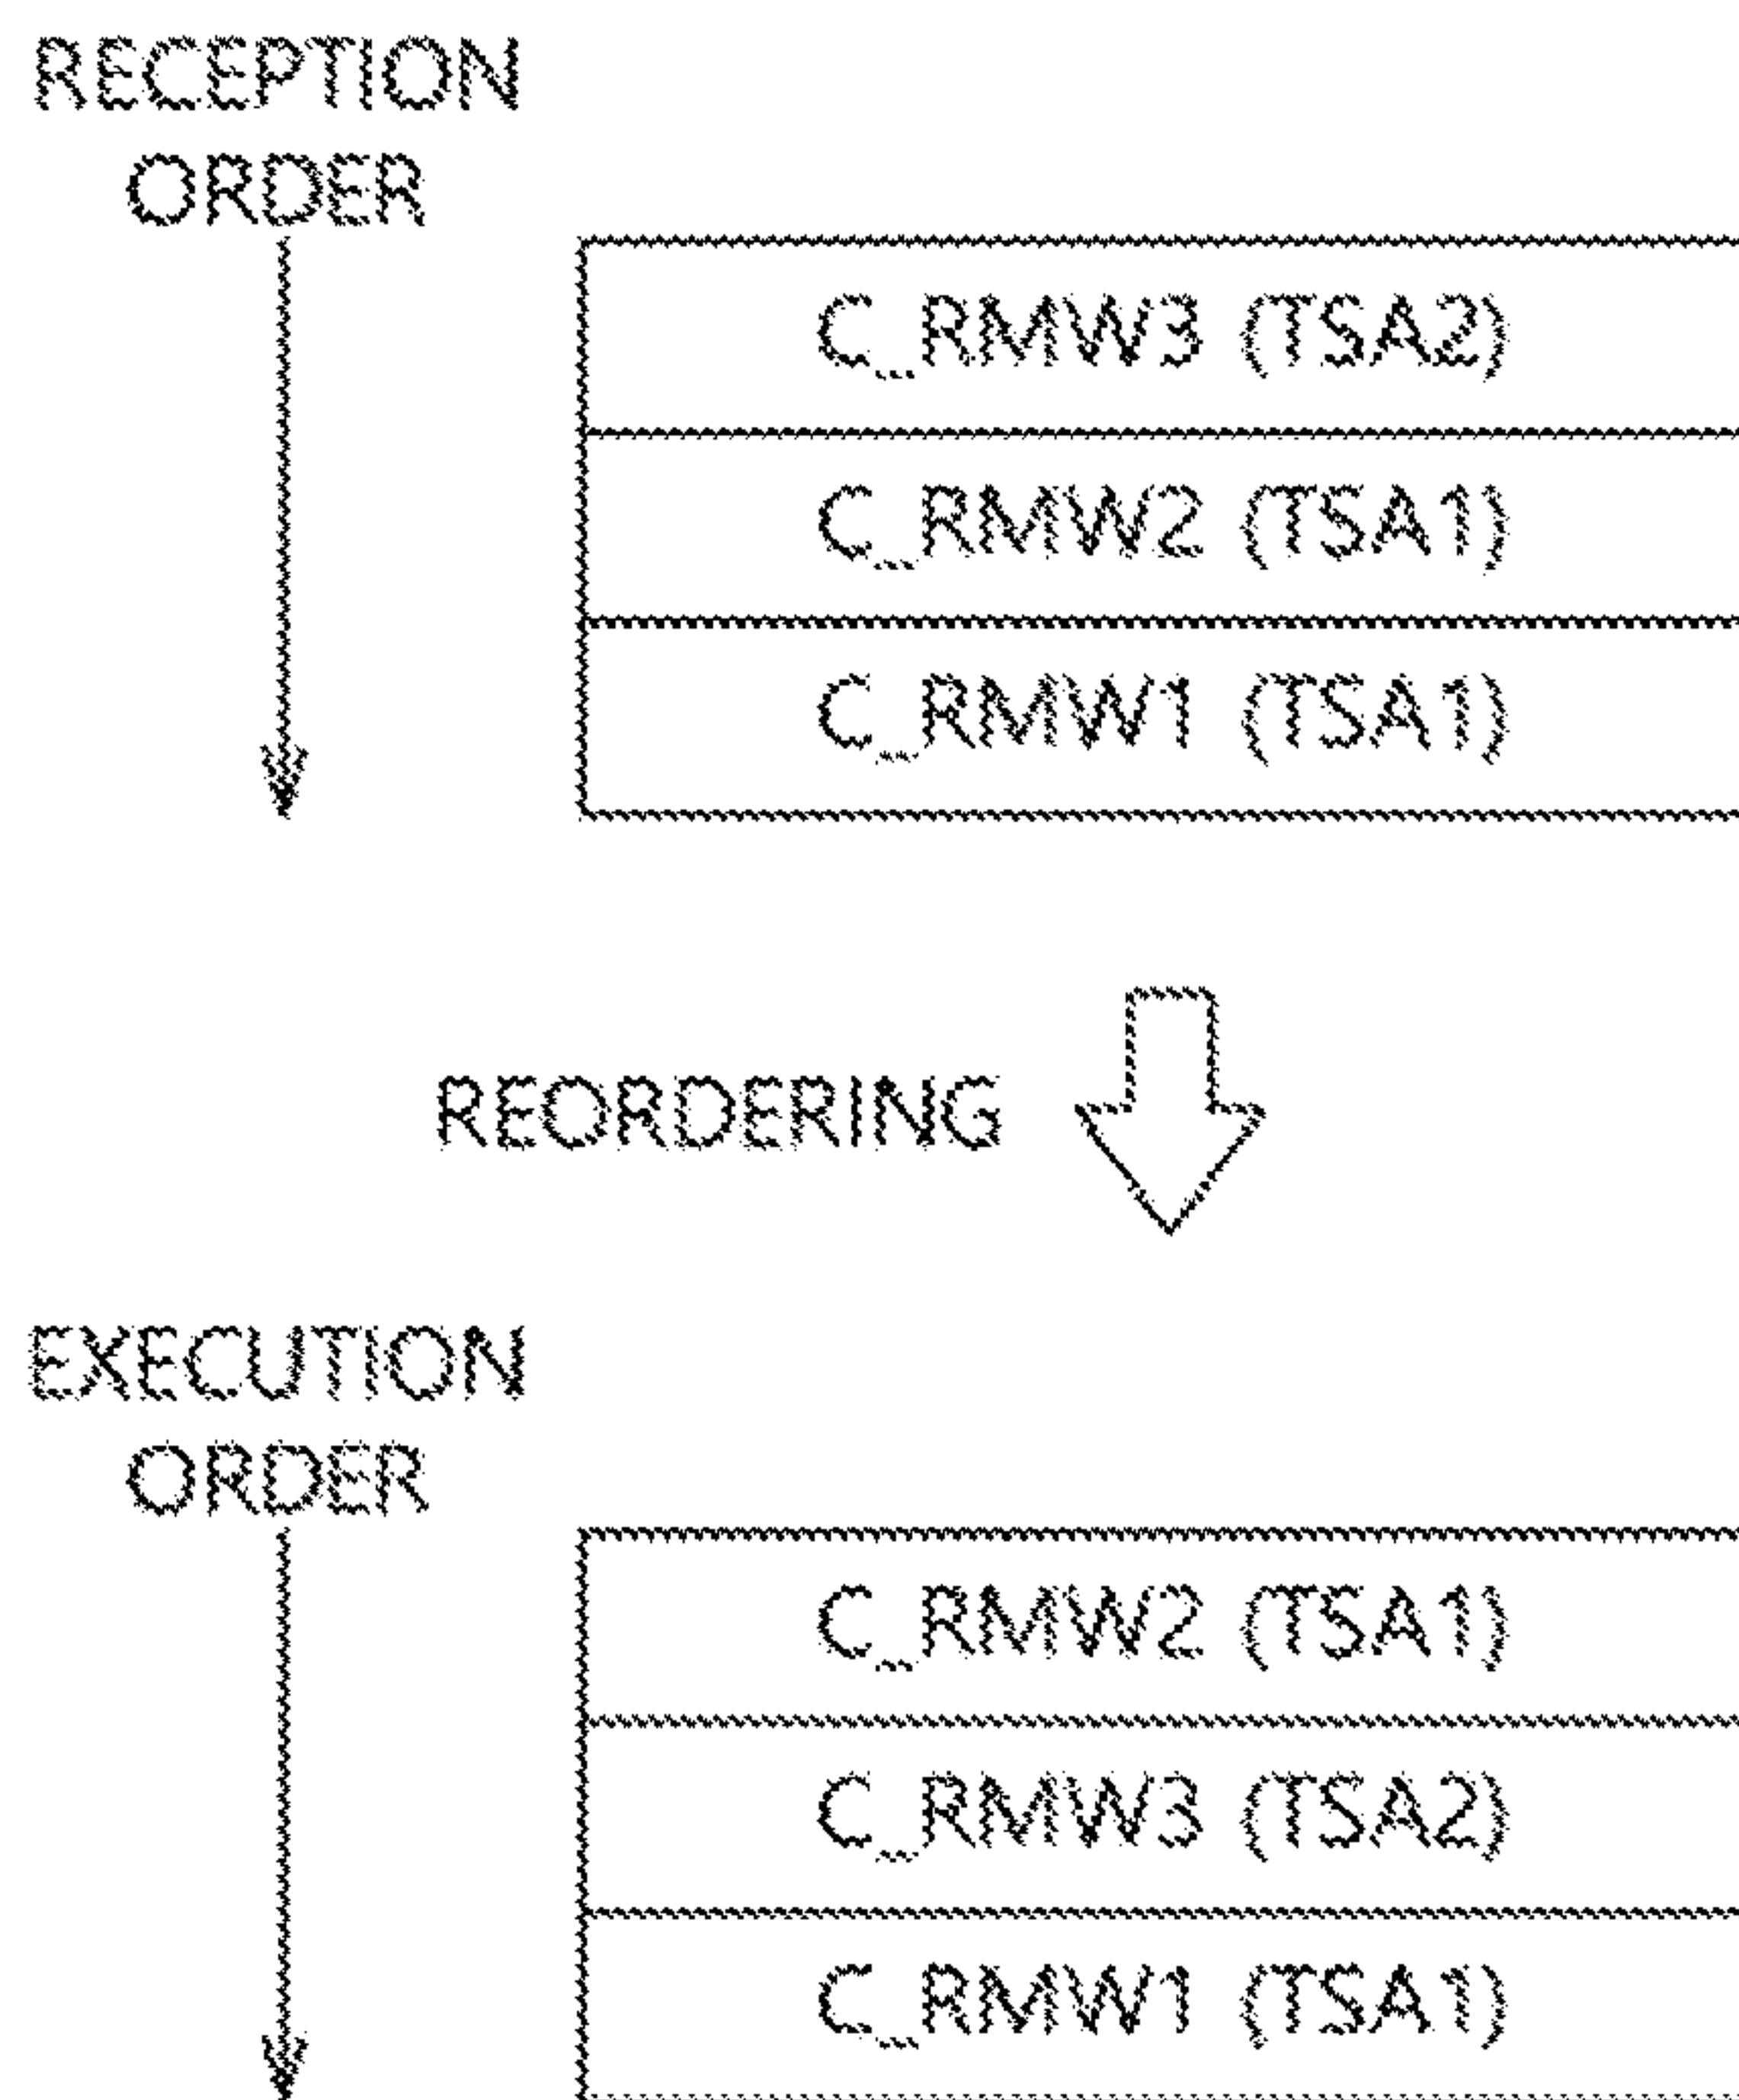 RECEPTION
ORDER
C_RMW3 (TSA2)
C_RMW2 (TSA1)
C_RMW1 (TSA1)
REORDERING
EXECUTION
ORDER
C_RMW2 (TSA1)
C_RMW3 (TSA2)
C_RMW1 (TSA1)